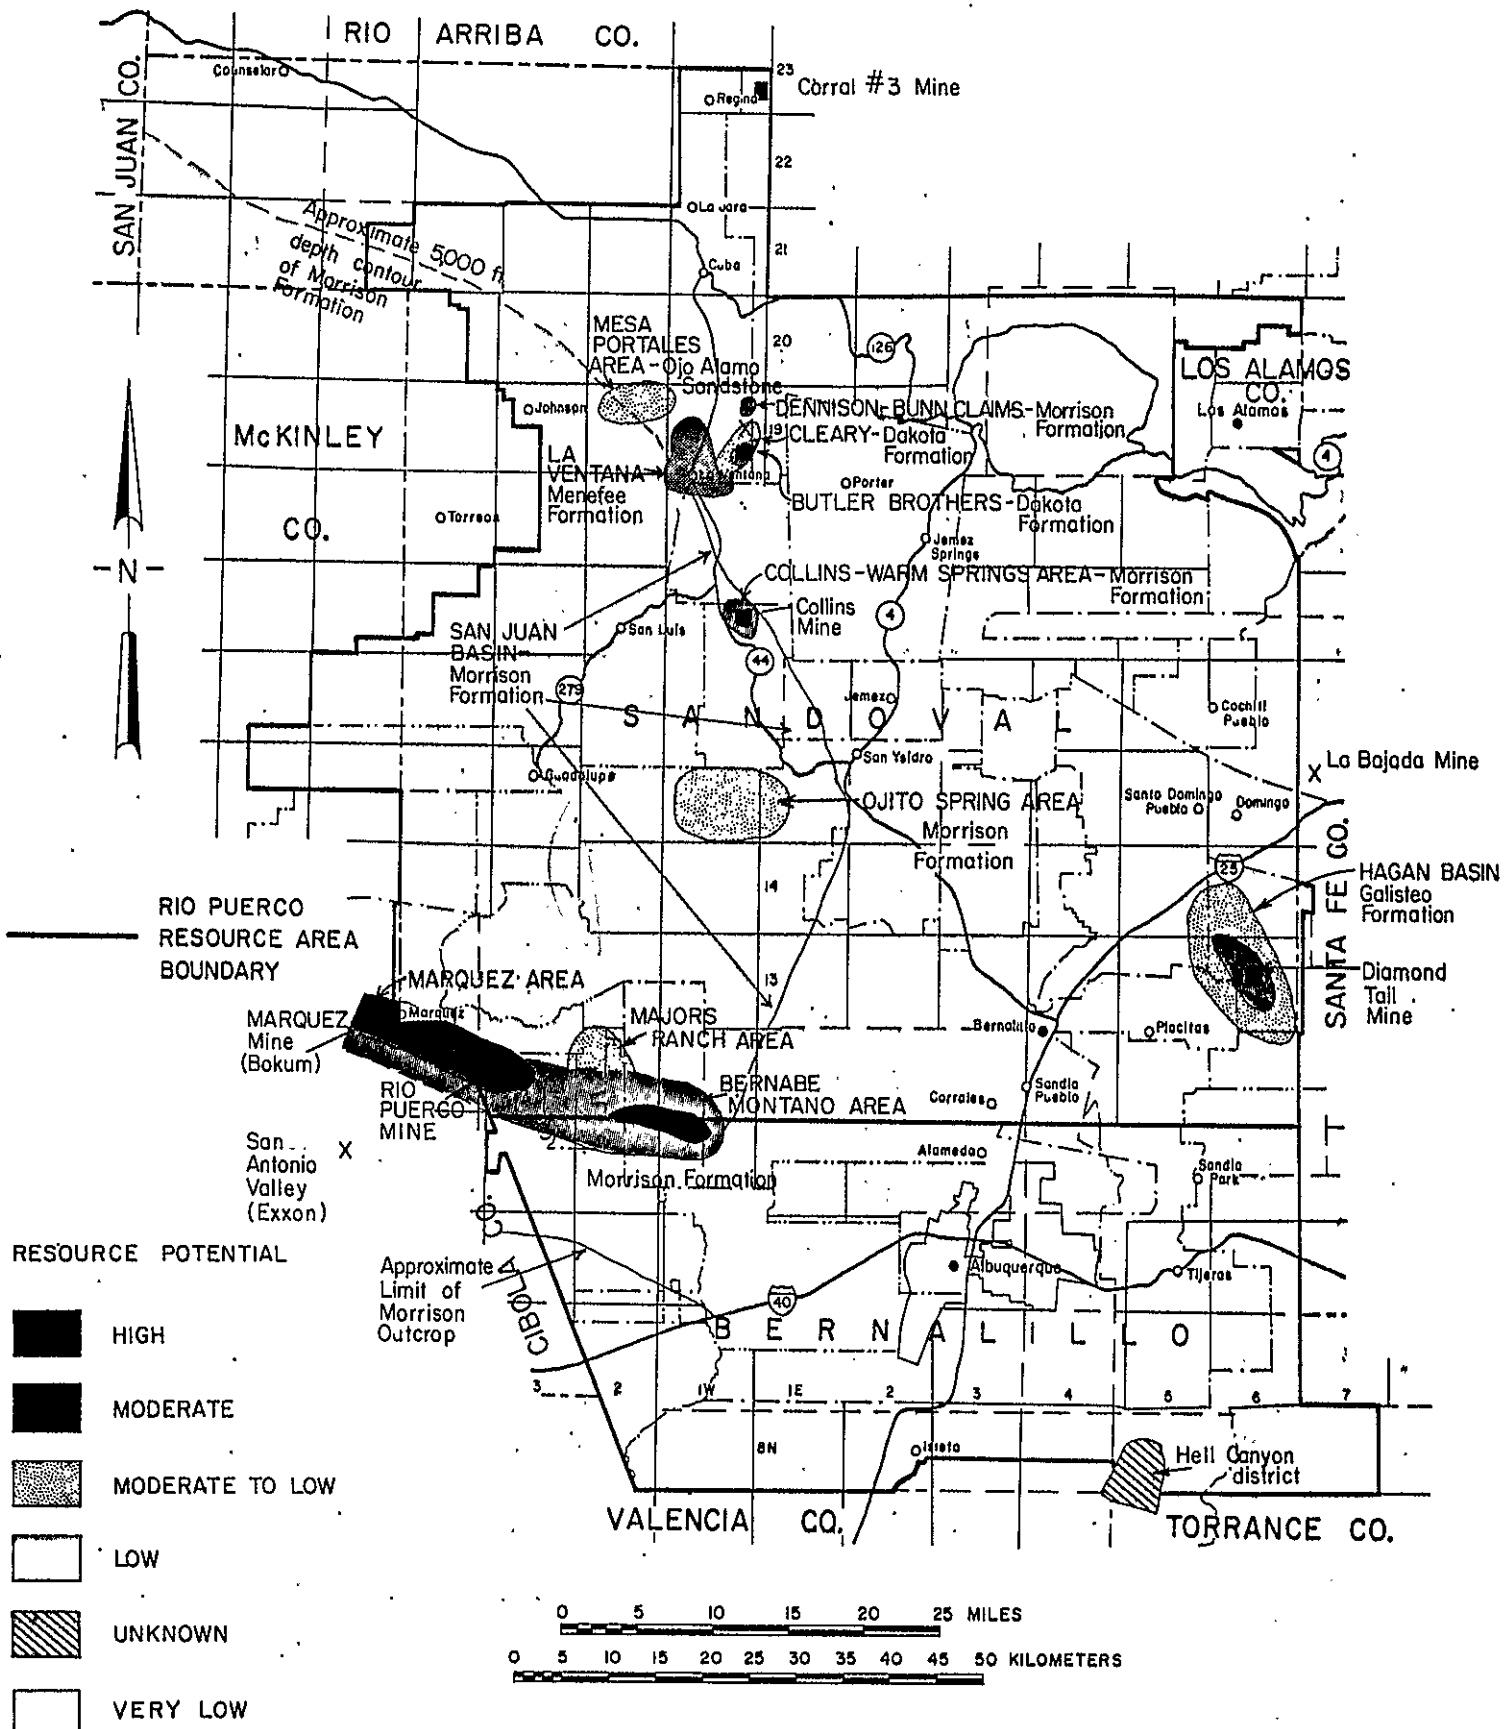 RIO ARRIBA CO.
SAN JUAN CO.
Counselor
23
Corral #3 Mine
Regina
22
La Jara
21
Approximate 5,000 ft.
depth contour
of Morrison
Formation
Cuba
MESA
PORTALES
AREA-Ojo Alamo
Sandstone
20
126
LOS ALAMOS
CO.
Los Alamos
4
Johnson
McKINLEY
CO.
DENNISON-BUNN CLAIMS-Morrison
Formation
19
CLEARY-Dakota
Formation
LA
VENTANA
Menefee
Formation
Porter
BUTLER BROTHERS-Dakota
Formation
Torreon
Jemez
Springs
N
COLLINS-WARM SPRINGS AREA-Morrison
Formation
Collins
Mine
4
San Luis
SAN JUAN
BASIN
Morrison
Formation
44
279
Jemez
SANDOVAL
Cochiti
Pueblo
San Ysidro
Guadalupe
La Bajada Mine
OJITO SPRING AREA
Morrison
Formation
Santo Domingo
Pueblo
Domingo
SANTA FE CO.
25
HAGAN BASIN
Galisteo
Formation
14
RIO PUERCO
RESOURCE AREA
BOUNDARY
13
Diamond
Tail
Mine
MARQUEZ AREA
Marquez
MARQUEZ
Mine
(Bokum)
MAJORS
RANCH AREA
Bernalillo
Placitas
RIO
PUERCO
MINE
BERNABE
MONTANO AREA
Sandia
Pueblo
Corrales
San
Antonio
Valley
(Exxon)
X
Alameda
Sandia
Park
Morrison Formation
CIBOLA CO.
Approximate
Limit of
Morrison
Outcrop
Albuquerque
Tijeras
40
BERNALILLO
3 2 1W 1E 2 3 4 5 6 7
8N
Isleta
Hell Canyon
district
VALENCIA CO.
TORRANCE CO.
RESOURCE POTENTIAL
HIGH
MODERATE
MODERATE TO LOW
LOW
UNKNOWN
VERY LOW
0 5 10 15 20 25 MILES
0 5 10 15 20 25 30 35 40 45 50 KILOMETERS